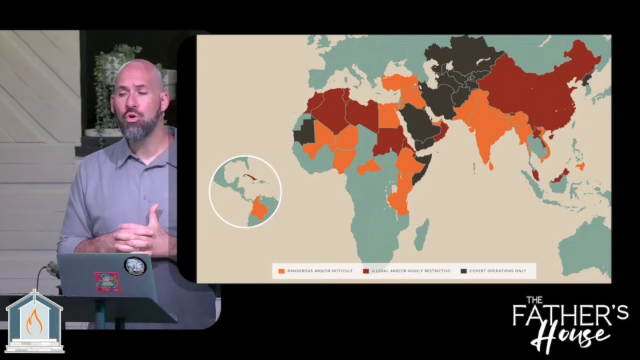 DANGEROUS AND/OR DIFFICULT
ILLEGAL AND/OR HIGHLY RESTRICTIVE
COVERT OPERATIONS ONLY
THE
FATHER'S
House